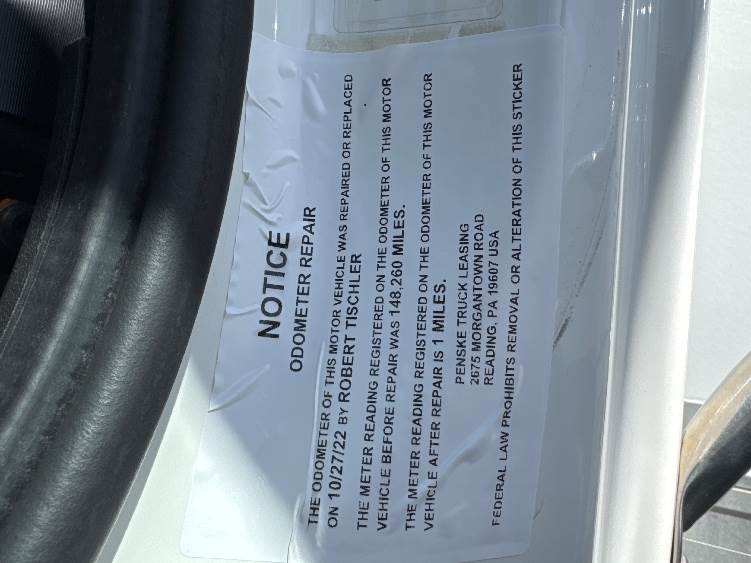 NOTICE
ODOMETER REPAIR
THE ODOMETER OF THIS MOTOR VEHICLE WAS REPAIRED OR REPLACED
ON 10/27/22 BY ROBERT TISCHLER
THE METER READING REGISTERED ON THE ODOMETER OF THIS MOTOR
VEHICLE BEFORE REPAIR WAS 148,260 MILES.
THE METER READING REGISTERED ON THE ODOMETER OF THIS MOTOR
VEHICLE AFTER REPAIR IS 1 MILES.
PENSKE TRUCK LEASING
2675 MORGANTOWN ROAD
READING, PA 19607 USA
FEDERAL LAW PROHIBITS REMOVAL OR ALTERATION OF THIS STICKER